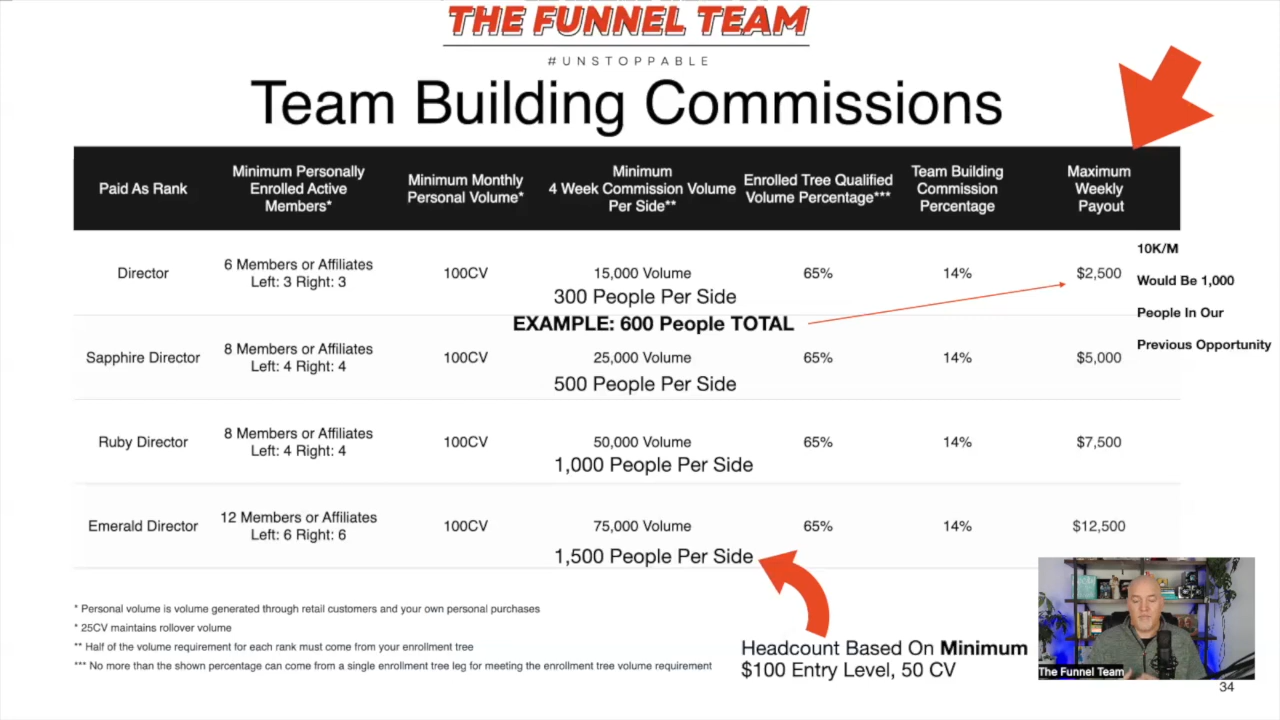 THE FUNNEL TEAM
#UNSTOPPABLE
Team Building Commissions
Paid As Rank
Minimum Personally
Enrolled Active
Members*
Minimum Monthly
Personal Volume*
Minimum
4 Week Commission Volume
Per Side**
Enrolled Tree Qualified
Volume Percentage***
Team Building
Commission
Percentage
Maximum
Weekly
Payout
Director
6 Members or Affiliates
Left: 3 Right: 3
100CV
15,000 Volume
300 People Per Side
65%
14%
$2,500
10K/M
Would Be 1,000
People In Our
Previous Opportunity
EXAMPLE: 600 People TOTAL
Sapphire Director
8 Members or Affiliates
Left: 4 Right: 4
100CV
25,000 Volume
500 People Per Side
65%
14%
$5,000
Ruby Director
8 Members or Affiliates
Left: 4 Right: 4
100CV
50,000 Volume
1,000 People Per Side
65%
14%
$7,500
Emerald Director
12 Members or Affiliates
Left: 6 Right: 6
100CV
75,000 Volume
1,500 People Per Side
65%
14%
$12,500
* Personal volume is volume generated through retail customers and your own personal purchases
* 25CV maintains rollover volume
** Half of the volume requirement for each rank must come from your enrollment tree
*** No more than the shown percentage can come from a single enrollment tree leg for meeting the enrollment tree volume requirement
Headcount Based On Minimum
$100 Entry Level, 50 CV
The Funnel Team
34